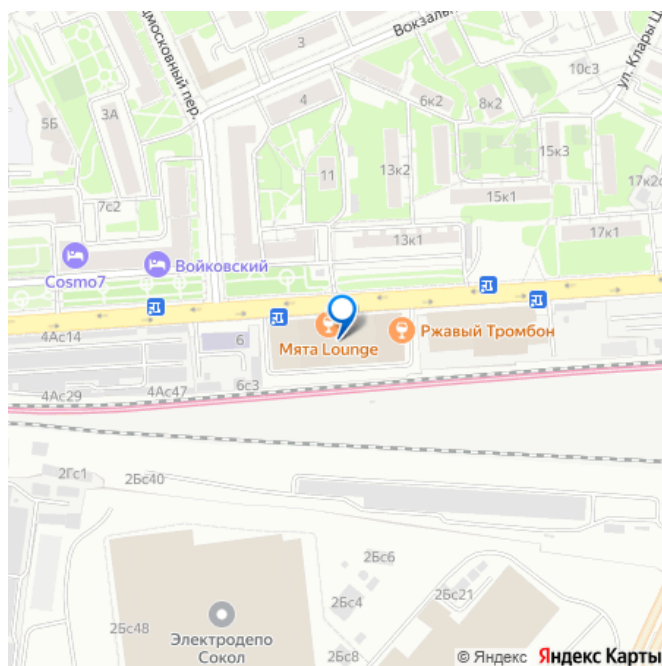 Вокзаль
3
ул. Клары Ц
дмосковный пер.
10с3
5Б
3А
4
6к2
8к2
11
13к2
15к3
17к2с
7с2
15к1
Cosmo7
Войковский
13к1
17к1
4Ас14
6
Мята Lounge
Ржавый Тромбон
6с3
4Ас29
4Ас47
2Гс1
2Бс40
2Бс6
2Бс4
2Бс21
2Бс48
Электродепо
Сокол
2Бс8
© Яндекс Яндекс Карты